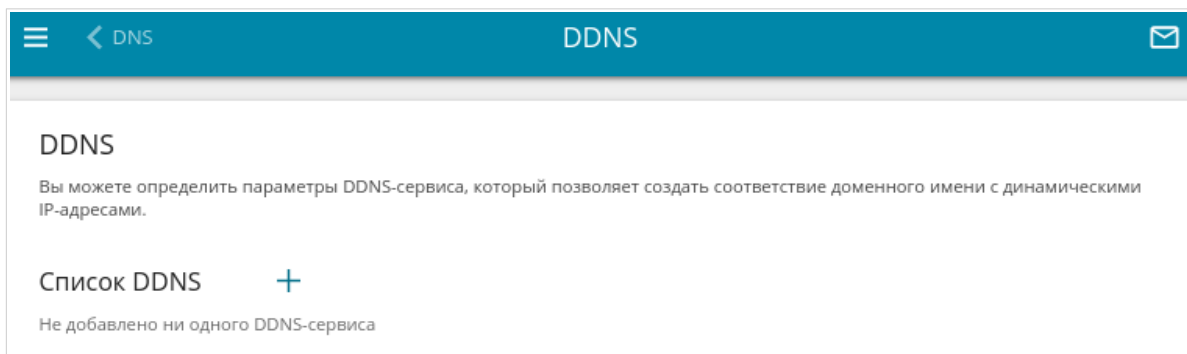 DNS
DDNS
DDNS
Вы можете определить параметры DDNS-сервиса, который позволяет создать соответствие доменного имени с динамическими
IP-адресами.
Список DDNS
Не добавлено ни одного DDNS-сервиса